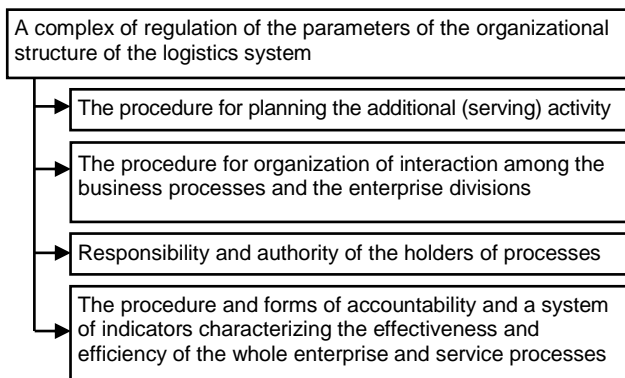 A complex of regulation of the parameters of the organizational
structure of the logistics system
The procedure for planning the additional (serving) activity
The procedure for organization of interaction among the
business processes and the enterprise divisions
Responsibility and authority of the holders of processes
The procedure and forms of accountability and a system
of indicators characterizing the effectiveness and
efficiency of the whole enterprise and service processes